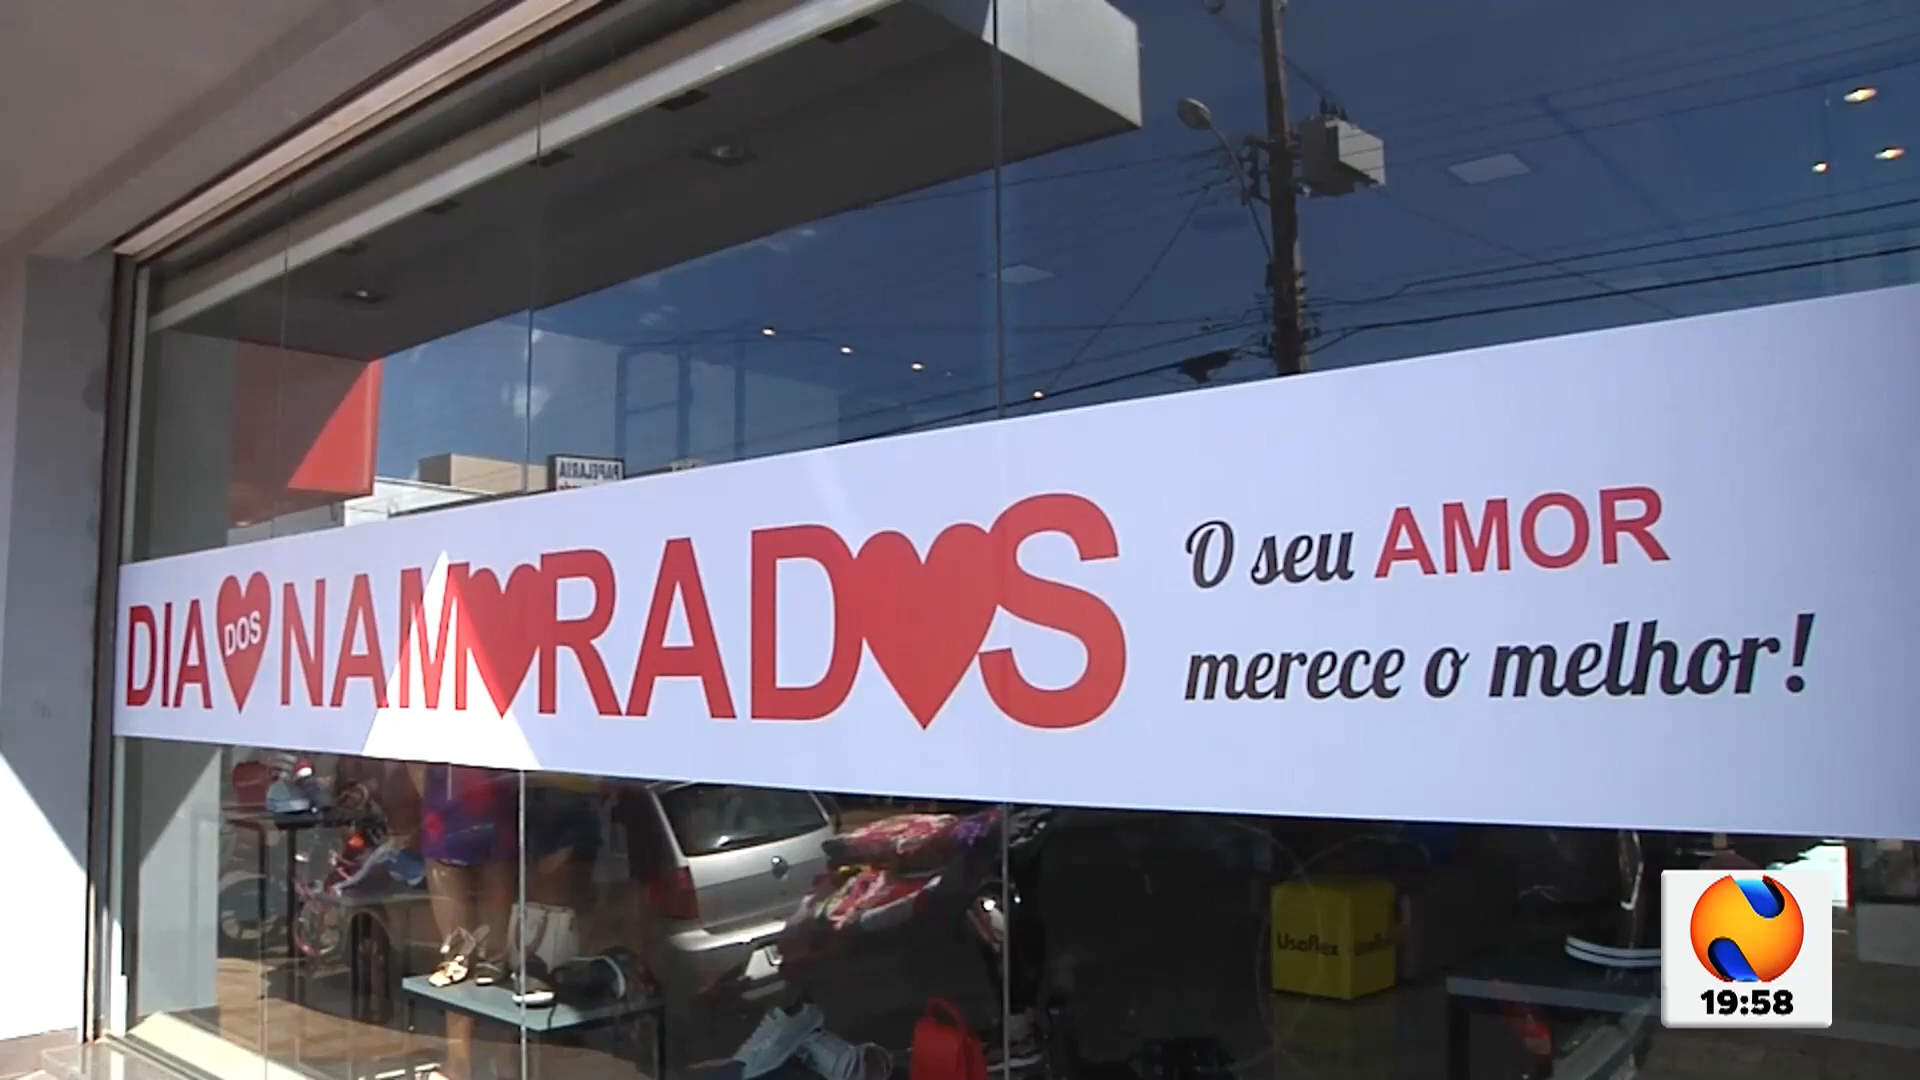 DIA DOS NAMORADOS
O seu AMOR
merece o melhor!
PAPELARIA
Usaflex
19:58